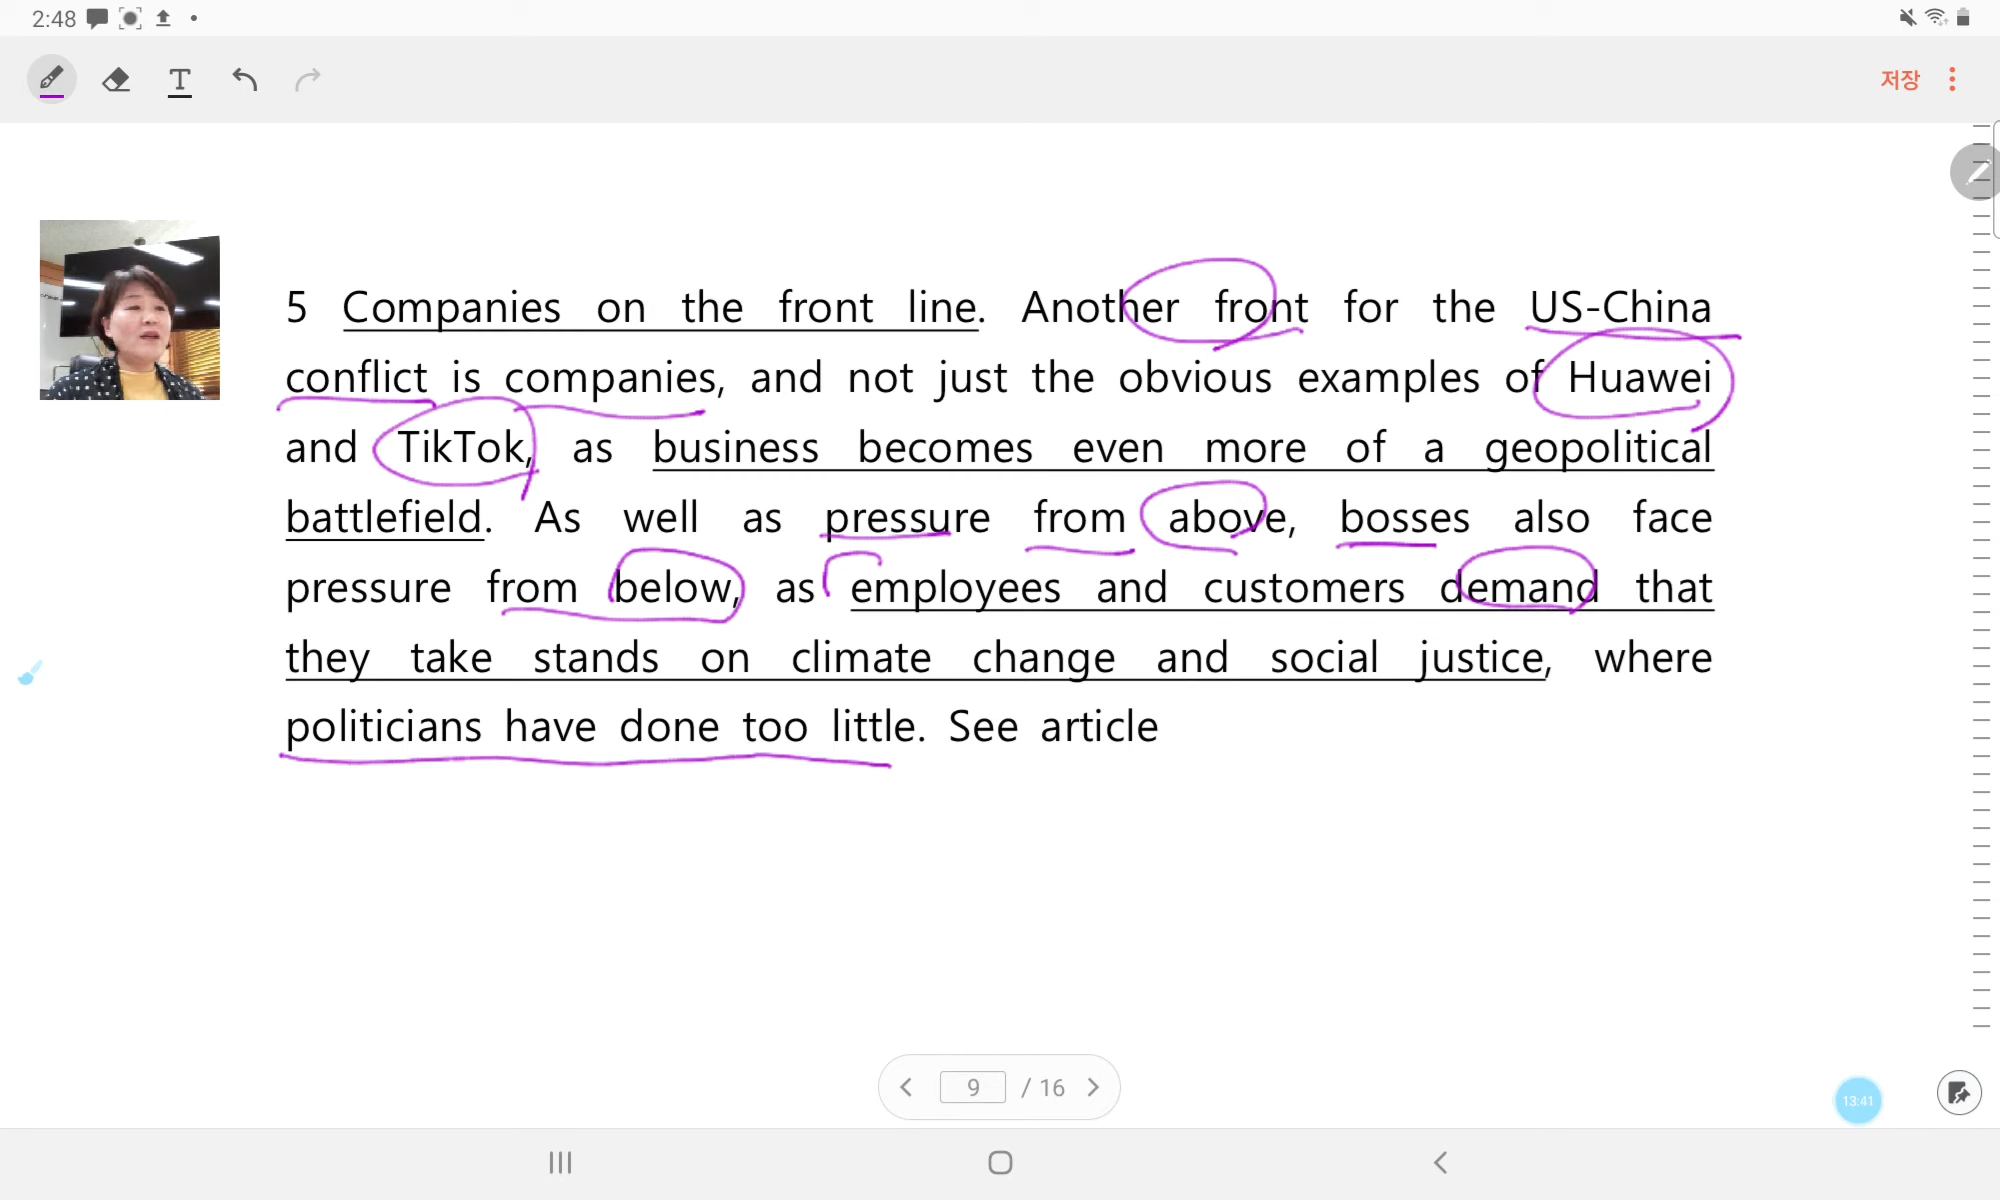 2:48
저장
5 Companies on the front line. Another front for the US-China
conflict is companies, and not just the obvious examples of Huawei
and TikTok, as business becomes even more of a geopolitical
battlefield. As well as pressure from above, bosses also face
pressure from below, as employees and customers demand that
they take stands on climate change and social justice, where
politicians have done too little. See article
9 / 16
13:41